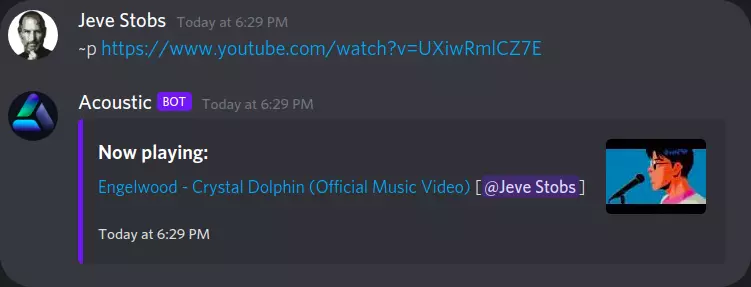 Jeve Stobs Today at 6:29 PM
~p https://www.youtube.com/watch?v=UXiwRmlCZ7E
Acoustic BOT Today at 6:29 PM
Now playing:
Engelwood - Crystal Dolphin (Official Music Video) [@Jeve Stobs]
Today at 6:29 PM